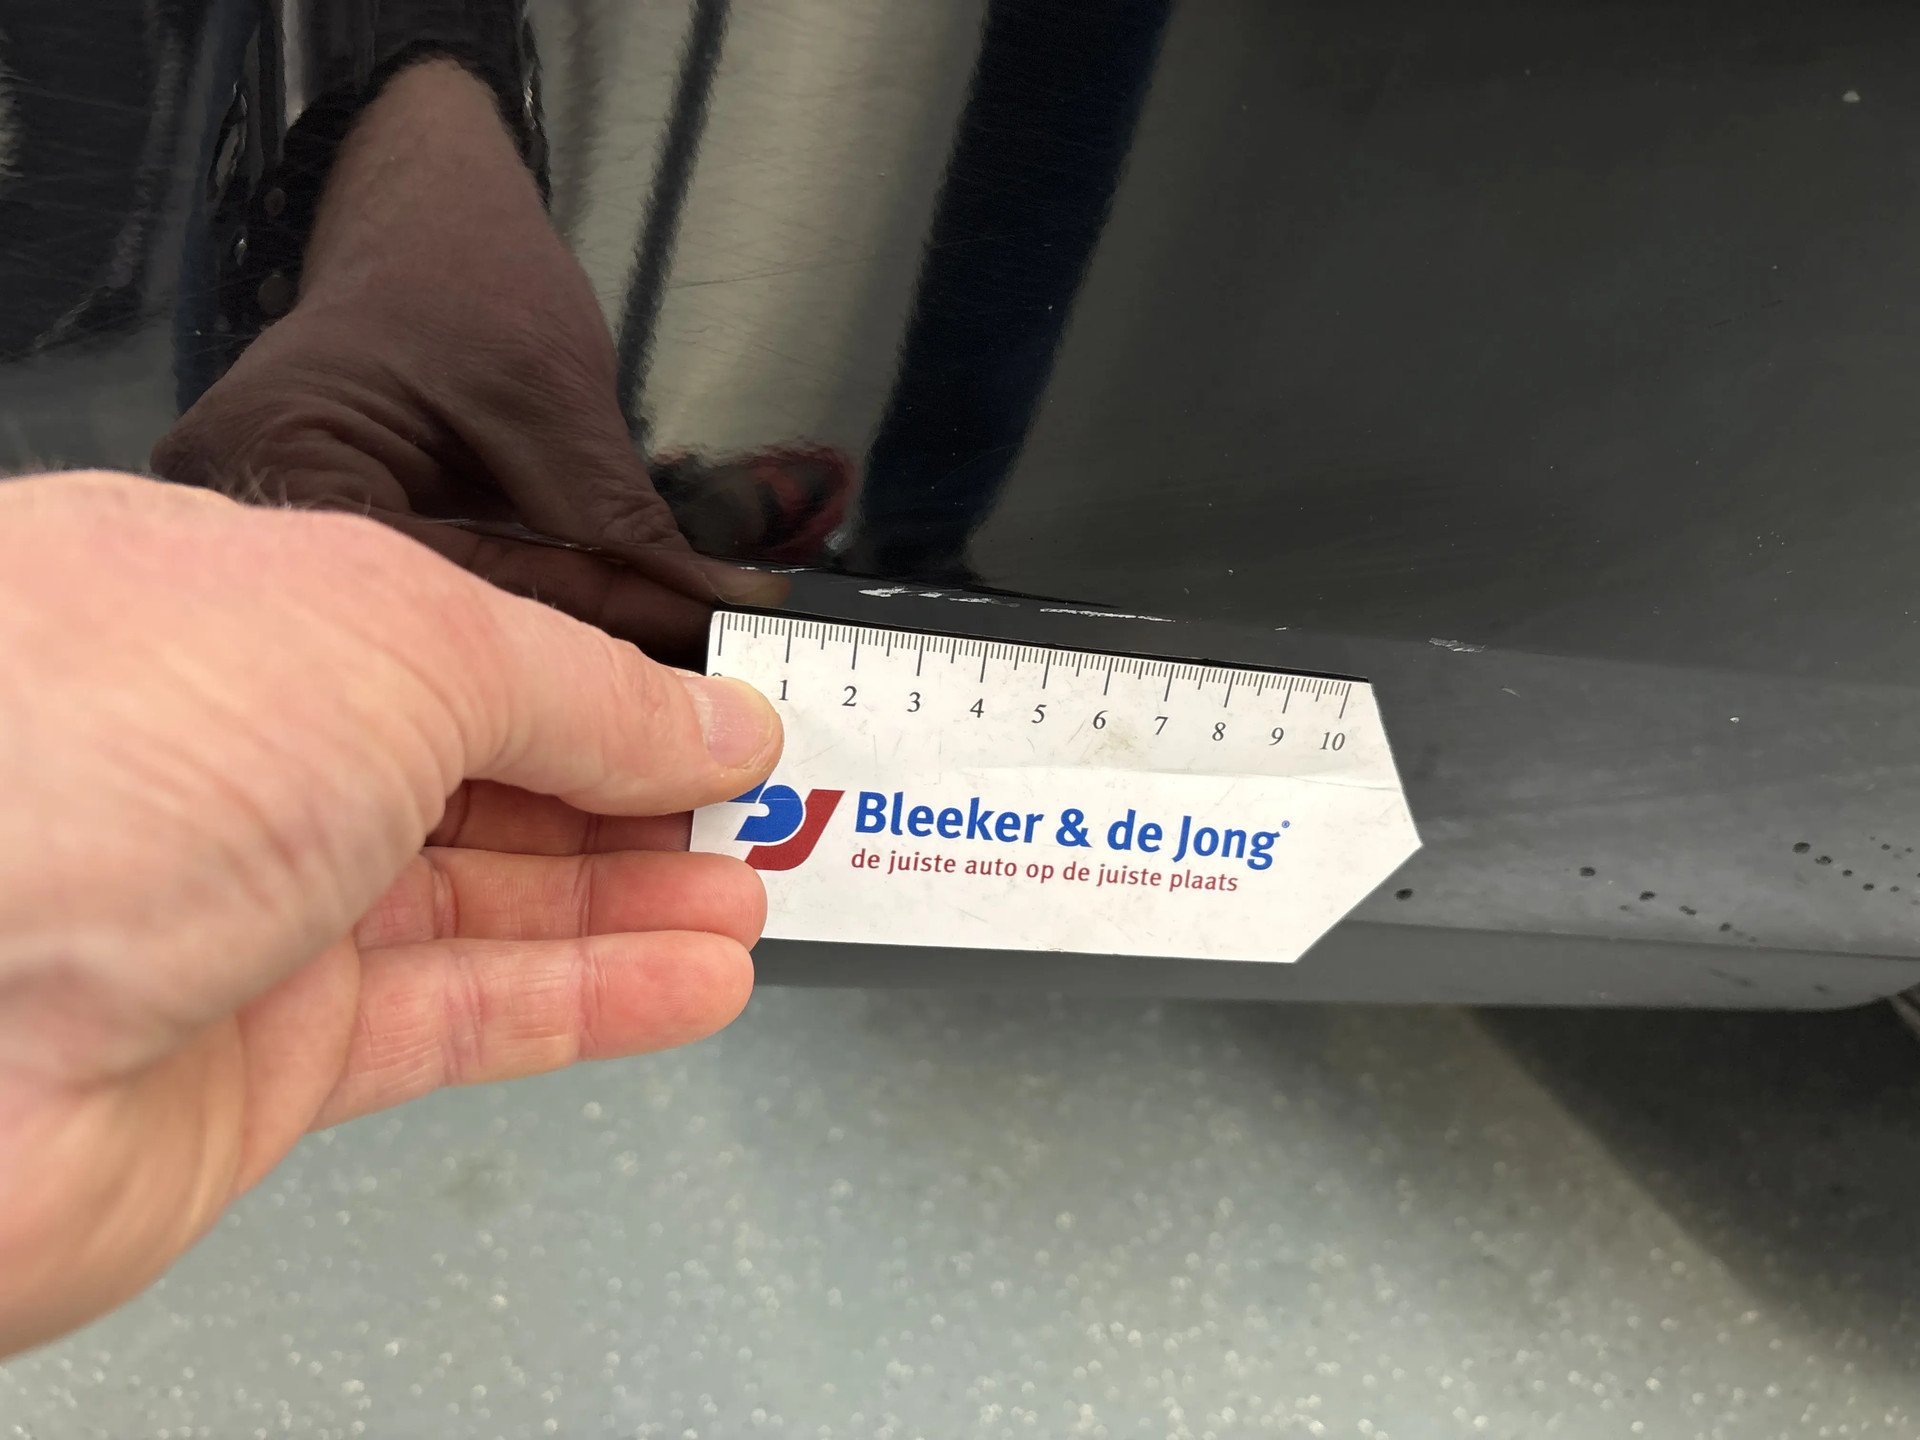 1 2 3 4 5 6 7 8 9 10
Bleeker & de Jong®
de juiste auto op de juiste plaats